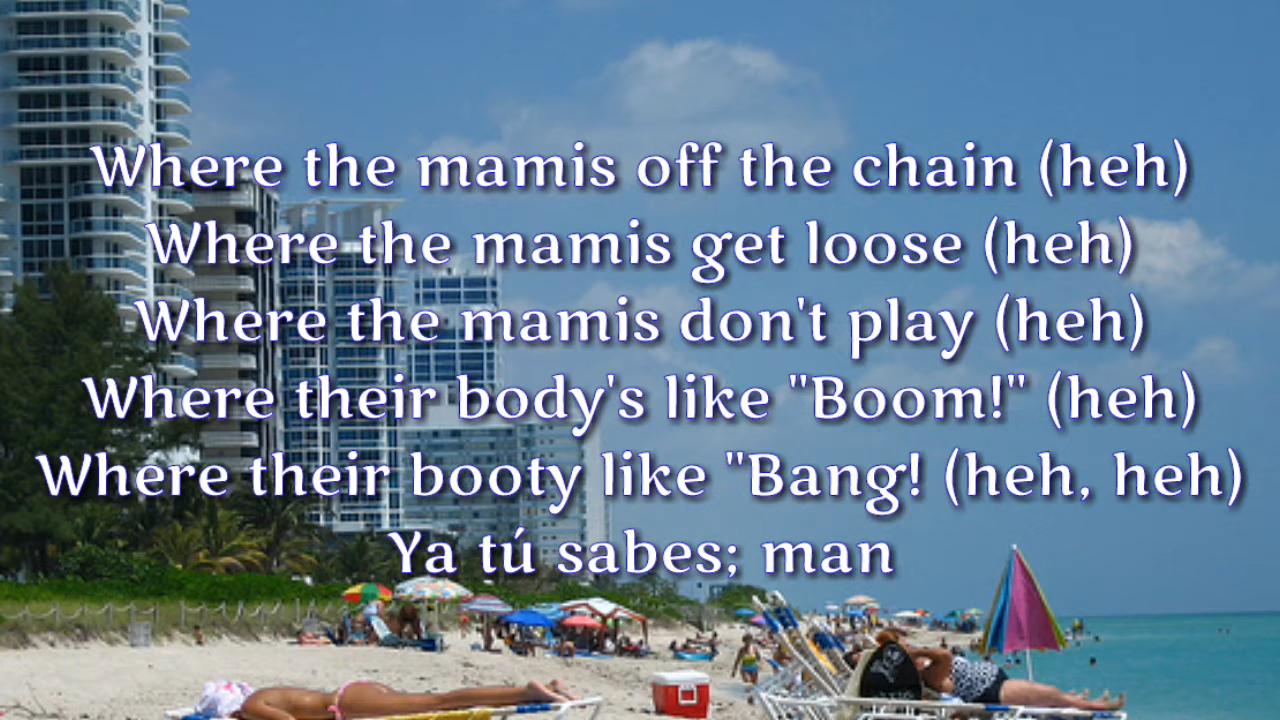 Where the mamis off the chain (heh)
Where the mamis get loose (heh)
Where the mamis don't play (heh)
Where their body's like "Boom!" (heh)
Where their booty like "Bang! (heh, heh)
Ya tú sabes; man